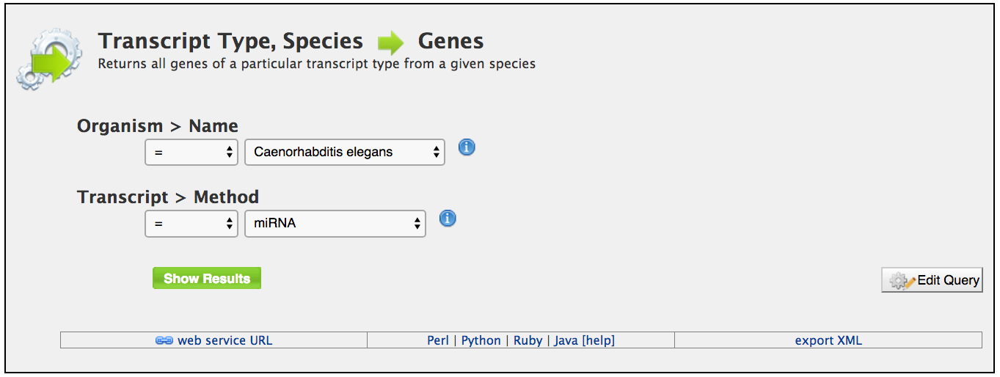 Transcript Type, Species Genes
Returns all genes of a particular transcript type from a given species
Organism > Name
= Caenorhabditis elegans
Transcript > Method
= miRNA
Show Results Edit Query
web service URL Perl | Python | Ruby | Java [help] export XML